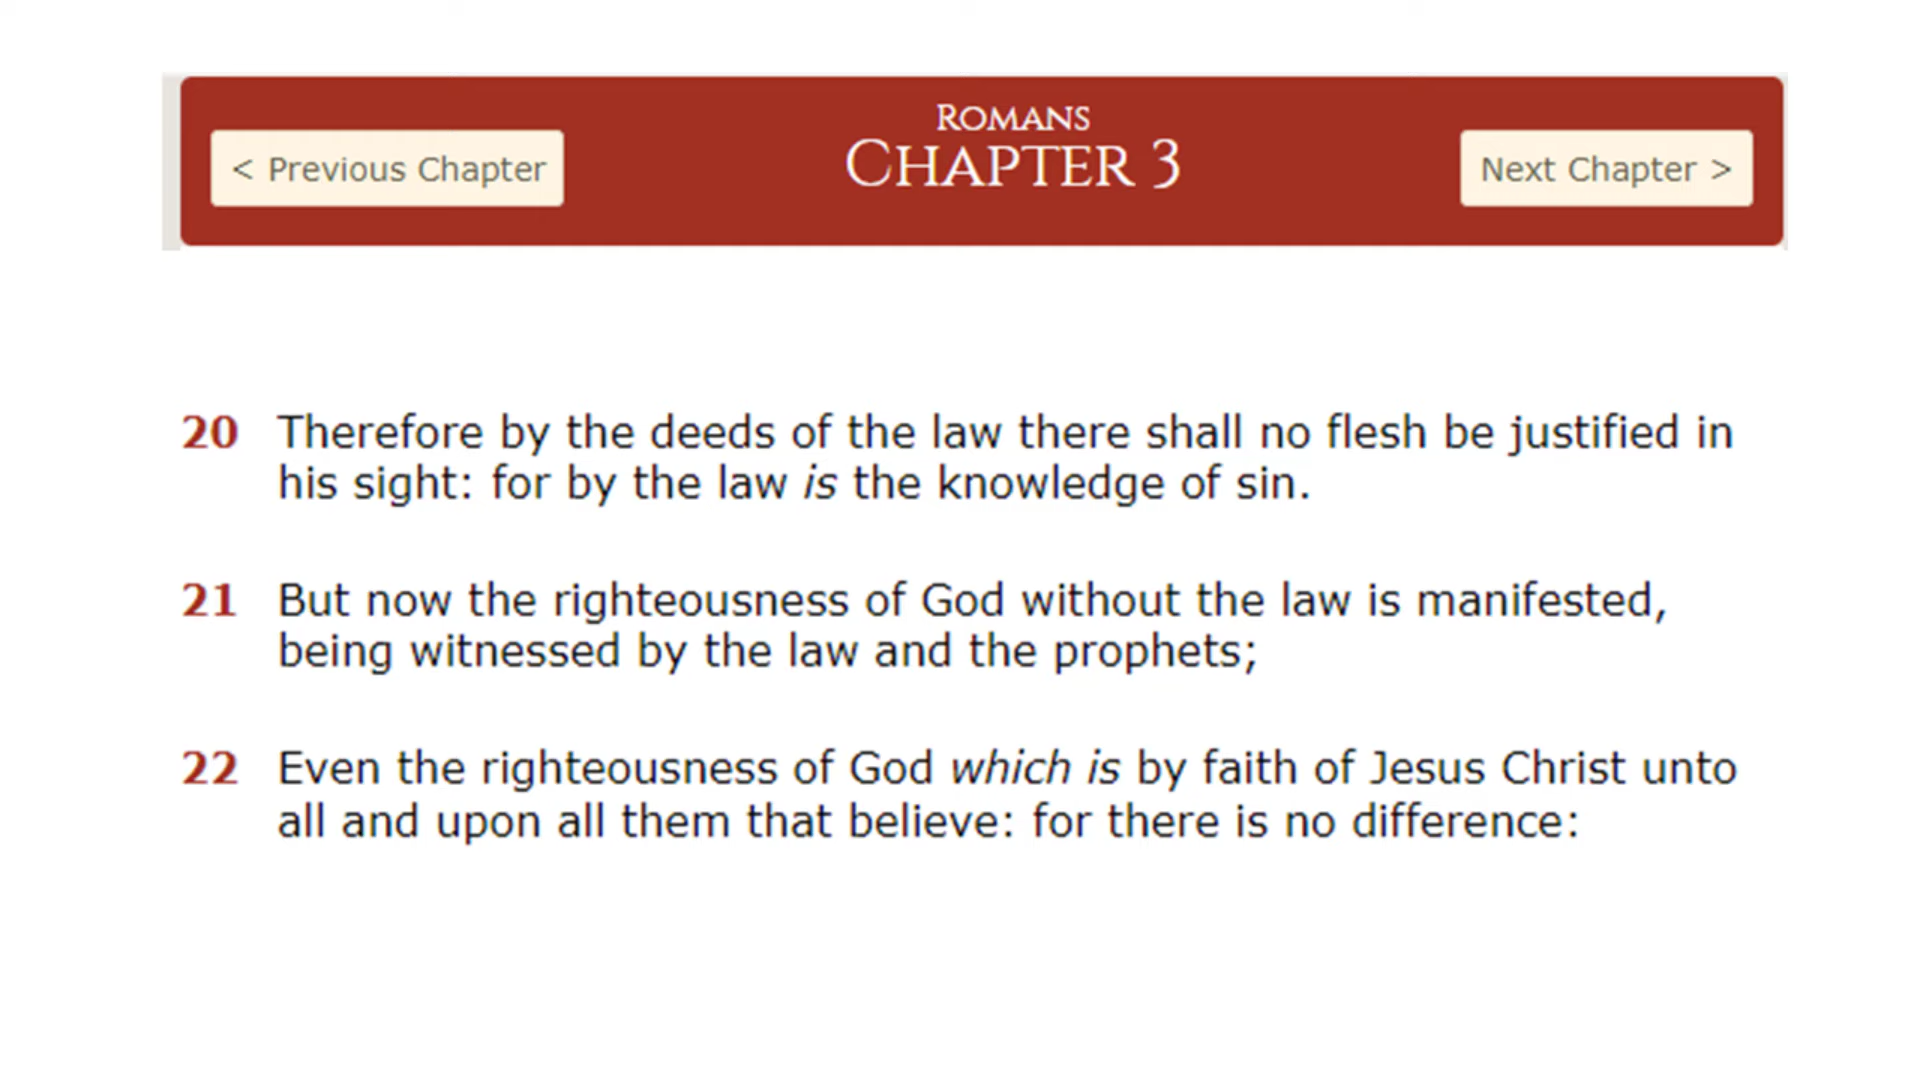 ROMANS
CHAPTER 3
< Previous Chapter
Next Chapter >
20 Therefore by the deeds of the law there shall no flesh be justified in
his sight: for by the law is the knowledge of sin.
21 But now the righteousness of God without the law is manifested,
being witnessed by the law and the prophets;
22 Even the righteousness of God which is by faith of Jesus Christ unto
all and upon all them that believe: for there is no difference: